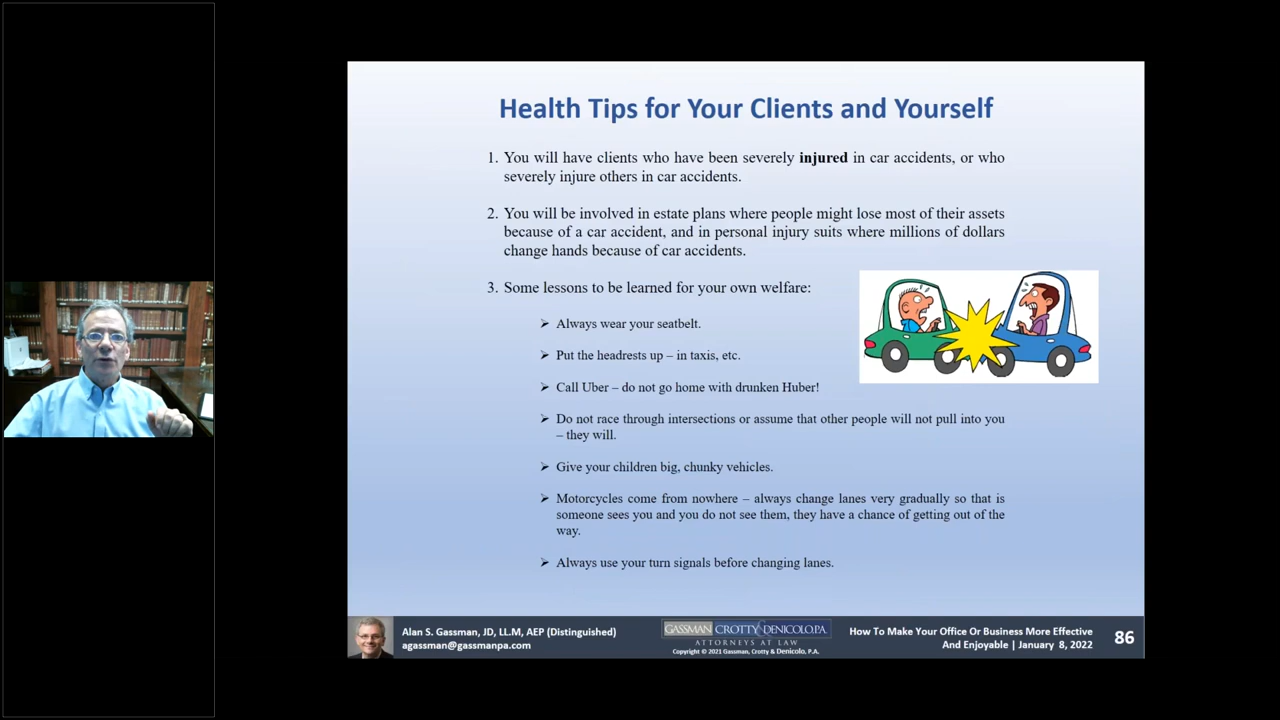 Health Tips for Your Clients and Yourself
1. You will have clients who have been severely injured in car accidents, or who
severely injure others in car accidents.
2. You will be involved in estate plans where people might lose most of their assets
because of a car accident, and in personal injury suits where millions of dollars
change hands because of car accidents.
3. Some lessons to be learned for your own welfare:
➢ Always wear your seatbelt.
➢ Put the headrests up – in taxis, etc.
➢ Call Uber – do not go home with drunken Huber!
➢ Do not race through intersections or assume that other people will not pull into you
– they will.
➢ Give your children big, chunky vehicles.
➢ Motorcycles come from nowhere – always change lanes very gradually so that is
someone sees you and you do not see them, they have a chance of getting out of the
way.
➢ Always use your turn signals before changing lanes.
Alan S. Gassman, JD, LL.M, AEP (Distinguished)
agassman@gassmanpa.com
GASSMAN CROTTY & DENICOLO, P.A.
ATTORNEYS AT LAW
Copyright © 2021 Gassman, Crotty & Denicolo, P.A.
How To Make Your Office Or Business More Effective
And Enjoyable | January 8, 2022
86